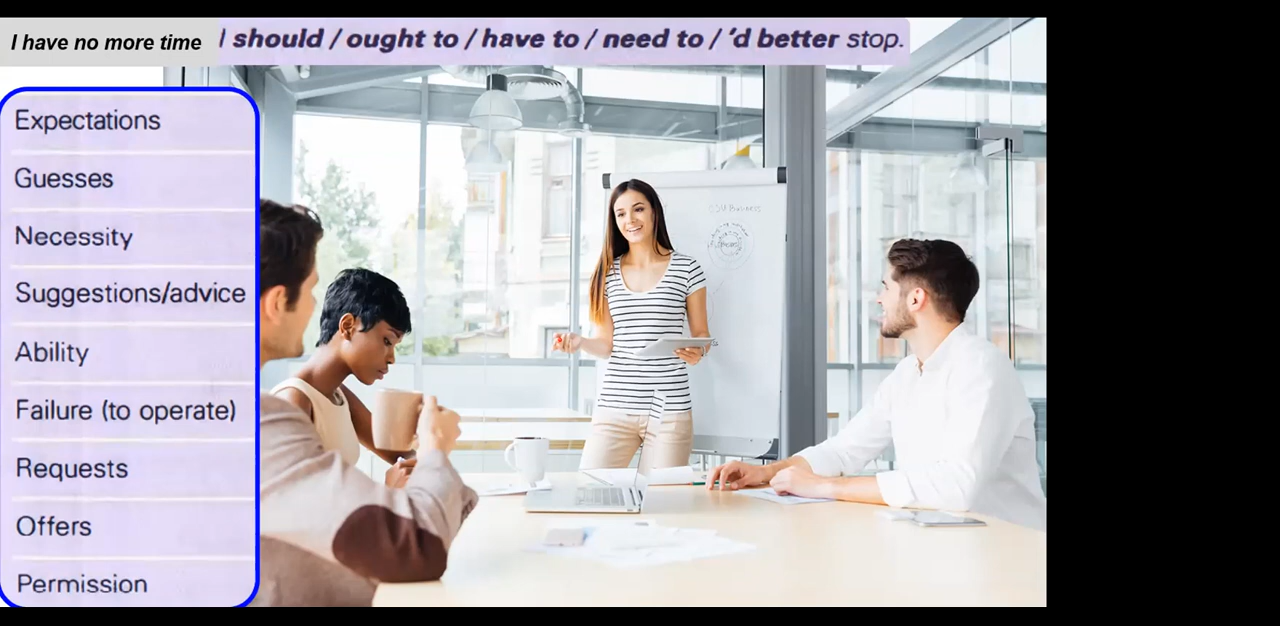 I have no more time I should / ought to / have to / need to / 'd better stop.
Expectations
Guesses
Necessity
Suggestions/advice
Ability
Failure (to operate)
Requests
Offers
Permission